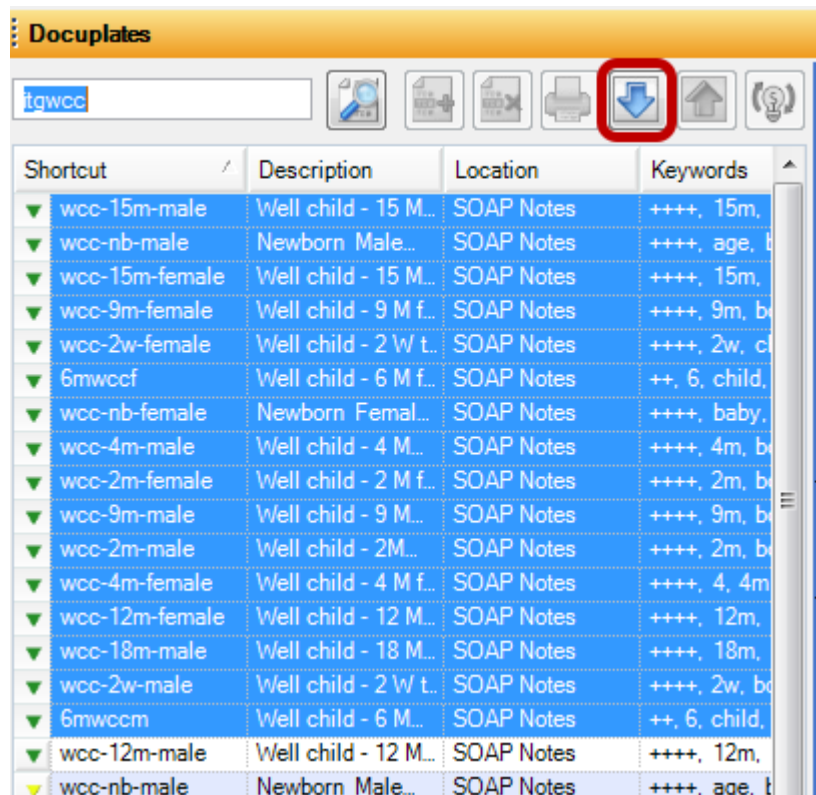 Docuplates
itgwcc
Shortcut Description Location Keywords
wcc-15m-male Well child - 15 M... SOAP Notes ++++, 15m,
wcc-nb-male Newborn Male... SOAP Notes ++++, age, b
wcc-15m-female Well child - 15 M... SOAP Notes ++++, 15m,
wcc-9m-female Well child - 9 M f... SOAP Notes ++++, 9m, bo
wcc-2w-female Well child - 2 W t... SOAP Notes ++++, 2w, cl
6mwccf Well child - 6 M f... SOAP Notes ++, 6, child,
wcc-nb-female Newborn Femal... SOAP Notes ++++, baby,
wcc-4m-male Well child - 4 M... SOAP Notes ++++, 4m, bo
wcc-2m-female Well child - 2 M f... SOAP Notes ++++, 2m, bo
wcc-9m-male Well child - 9 M... SOAP Notes ++++, 9m, bo
wcc-2m-male Well child - 2M... SOAP Notes ++++, 2m, bo
wcc-4m-female Well child - 4 M f... SOAP Notes ++++, 4, 4m
wcc-12m-female Well child - 12 M... SOAP Notes ++++, 12m,
wcc-18m-male Well child - 18 M... SOAP Notes ++++, 18m,
wcc-2w-male Well child - 2 W t... SOAP Notes ++++, 2w, bo
6mwccm Well child - 6 M... SOAP Notes ++, 6, child,
wcc-12m-male Well child - 12 M... SOAP Notes ++++, 12m,
wcc-nb-male Newborn Male... SOAP Notes ++++, age, b